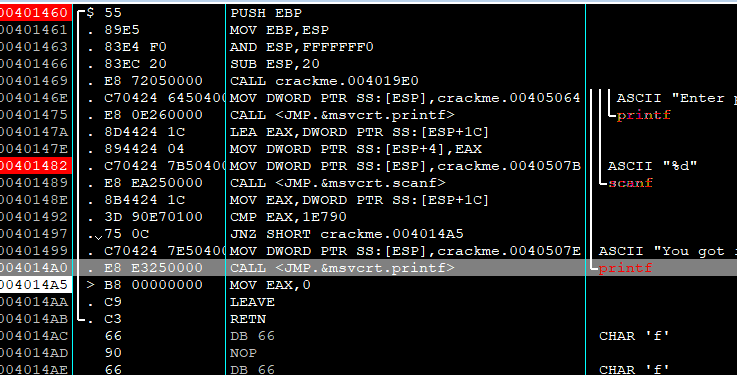 00401460 $ 55 PUSH EBP
00401461 . 89E5 MOV EBP,ESP
00401463 . 83E4 F0 AND ESP,FFFFFFF0
00401466 . 83EC 20 SUB ESP,20
00401469 . E8 72050000 CALL crackme.004019E0
0040146E . C70424 645040 MOV DWORD PTR SS:[ESP],crackme.00405064 ASCII "Enter p
00401475 . E8 0E260000 CALL <JMP.&msvcrt.printf> printf
0040147A . 8D4424 1C LEA EAX,DWORD PTR SS:[ESP+1C]
0040147E . 894424 04 MOV DWORD PTR SS:[ESP+4],EAX
00401482 . C70424 7B5040 MOV DWORD PTR SS:[ESP],crackme.0040507B ASCII "%d"
00401489 . E8 EA250000 CALL <JMP.&msvcrt.scanf> scanf
0040148E . 8B4424 1C MOV EAX,DWORD PTR SS:[ESP+1C]
00401492 . 3D 90E70100 CMP EAX,1E790
00401497 . 75 0C JNZ SHORT crackme.004014A5
00401499 . C70424 7E5040 MOV DWORD PTR SS:[ESP],crackme.0040507E ASCII "You got
004014A0 . E8 E3250000 CALL <JMP.&msvcrt.printf> printf
004014A5 > B8 00000000 MOV EAX,0
004014AA . C9 LEAVE
004014AB . C3 RETN
004014AC 66 DB 66 CHAR 'f'
004014AD 90 NOP
004014AE 66 DB 66 CHAR 'f'